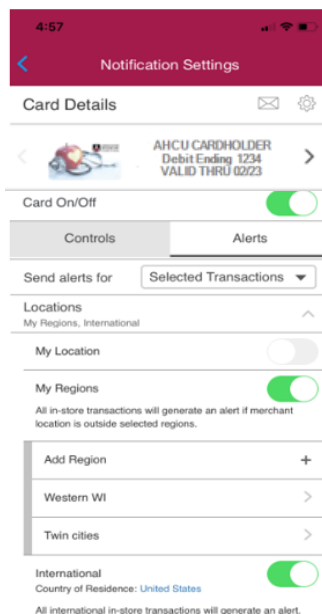 4:57
Notification Settings
Card Details
AHCU CARDHOLDER
Debit Ending 1234
VALID THRU 02/23
Card On/Off
Controls
Alerts
Send alerts for
Selected Transactions
Locations
My Regions, International
My Location
My Regions
All in-store transactions will generate an alert if merchant
location is outside selected regions.
Add Region
Western WI
Twin cities
International
Country of Residence: United States
All international in-store transactions will generate an alert.